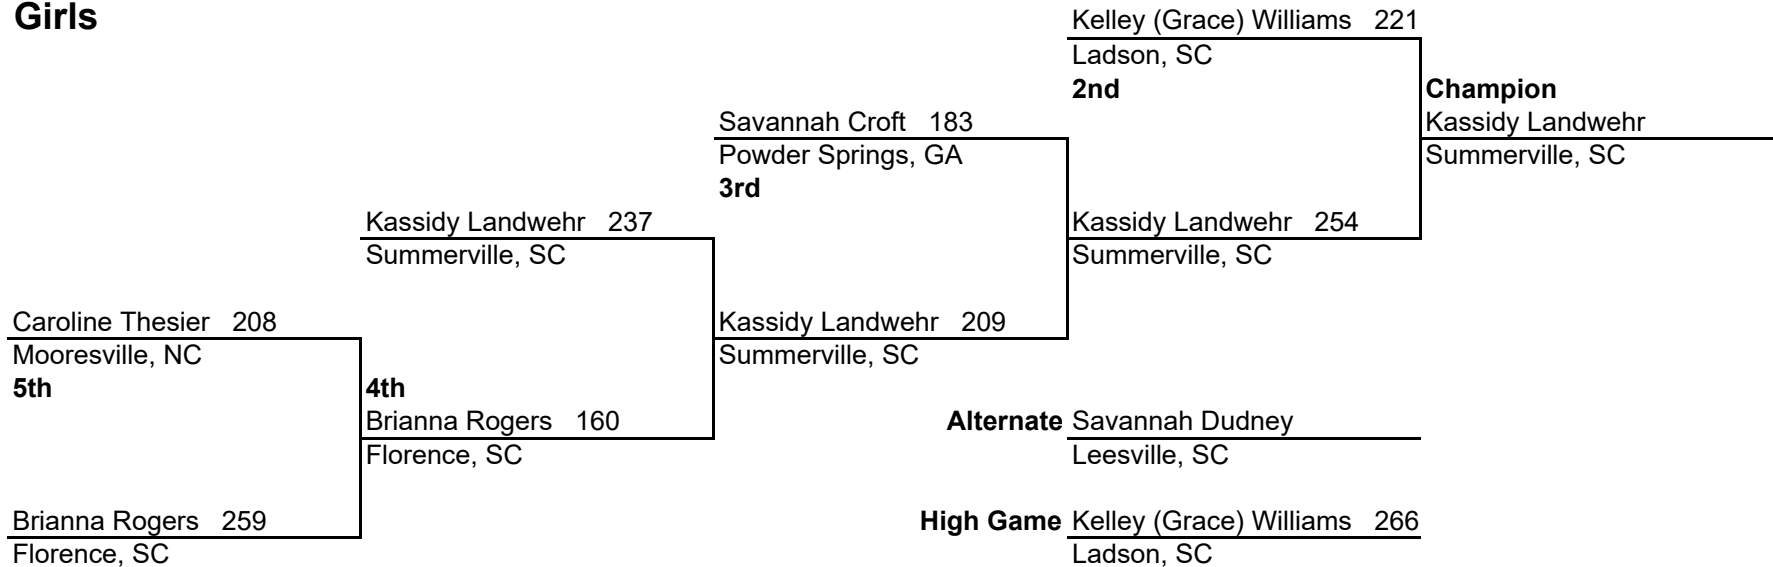 Girls
Kelley (Grace) Williams 221
Ladson, SC
2nd
Champion
Savannah Croft 183
Kassidy Landwehr
Powder Springs, GA
Summerville, SC
3rd
Kassidy Landwehr 237
Kassidy Landwehr 254
Summerville, SC
Summerville, SC
Caroline Thesier 208
Kassidy Landwehr 209
Mooresville, NC
Summerville, SC
5th
4th
Brianna Rogers 160
Alternate Savannah Dudney
Florence, SC
Leesville, SC
Brianna Rogers 259
High Game Kelley (Grace) Williams 266
Florence, SC
Ladson, SC